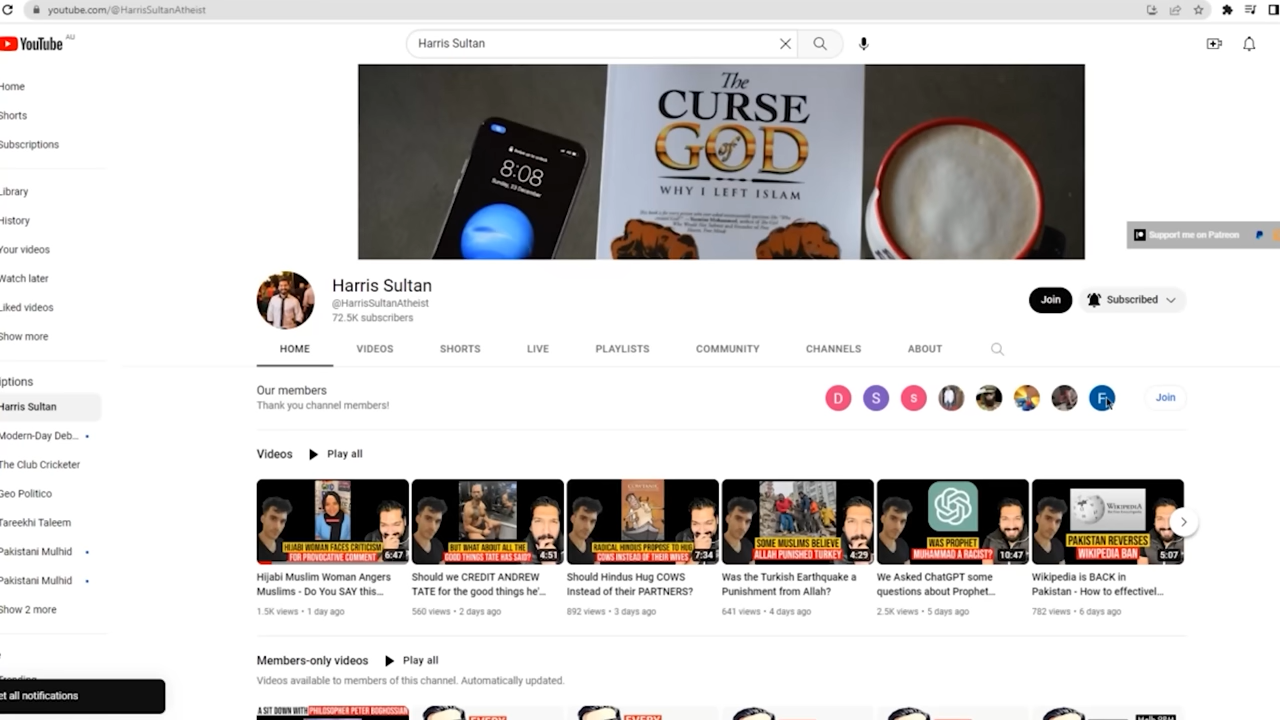 youtube.com/@HarrisSultanAtheist
YouTube AU
Harris Sultan
Home
Shorts
Subscriptions
Library
History
Your videos
Watch later
Liked videos
Show more
iptions
Harris Sultan
Modern-Day Deb...
The Club Cricketer
Geo Politico
Tareekhi Taleem
Pakistani Mulhid
Pakistani Mulhid
Show 2 more
et all notifications
The
CURSE
of
GOD
WHY I LEFT ISLAM
8:08
Sunday, 23 December
Support me on Patreon
Harris Sultan
@HarrisSultanAtheist
72.5K subscribers
Join
Subscribed
HOME VIDEOS SHORTS LIVE PLAYLISTS COMMUNITY CHANNELS ABOUT
Our members
Thank you channel members!
D S s F
Join
Videos Play all
HIJABI WOMAN FACES CRITICISM
FOR PROVOCATIVE COMMENT
6:47
BUT WHAT ABOUT ALL THE
GOOD THINGS TATE HAS SAID?
4:51
RADICAL HINDUS PROPOSE TO HUG
COWS INSTEAD OF THEIR WIVES
7:34
SOME MUSLIMS BELIEVE
ALLAH PUNISHED TURKEY
4:29
WAS PROPHET
MUHAMMAD A RACIST?
10:47
WIKIPEDIA
PAKISTAN REVERSES
WIKIPEDIA BAN
5:07
Hijabi Muslim Woman Angers
Muslims - Do You SAY this...
1.5K views • 1 day ago
Should we CREDIT ANDREW
TATE for the good things he'...
560 views • 2 days ago
Should Hindus Hug COWS
Instead of their PARTNERS?
892 views • 3 days ago
Was the Turkish Earthquake a
Punishment from Allah?
641 views • 4 days ago
We Asked ChatGPT some
questions about Prophet...
2.5K views • 5 days ago
Wikipedia is BACK in
Pakistan - How to effectivel...
782 views • 6 days ago
Members-only videos Play all
Videos available to members of this channel. Automatically updated.
A SIT DOWN WITH PHILOSOPHER PETER BOGHOSSIAN